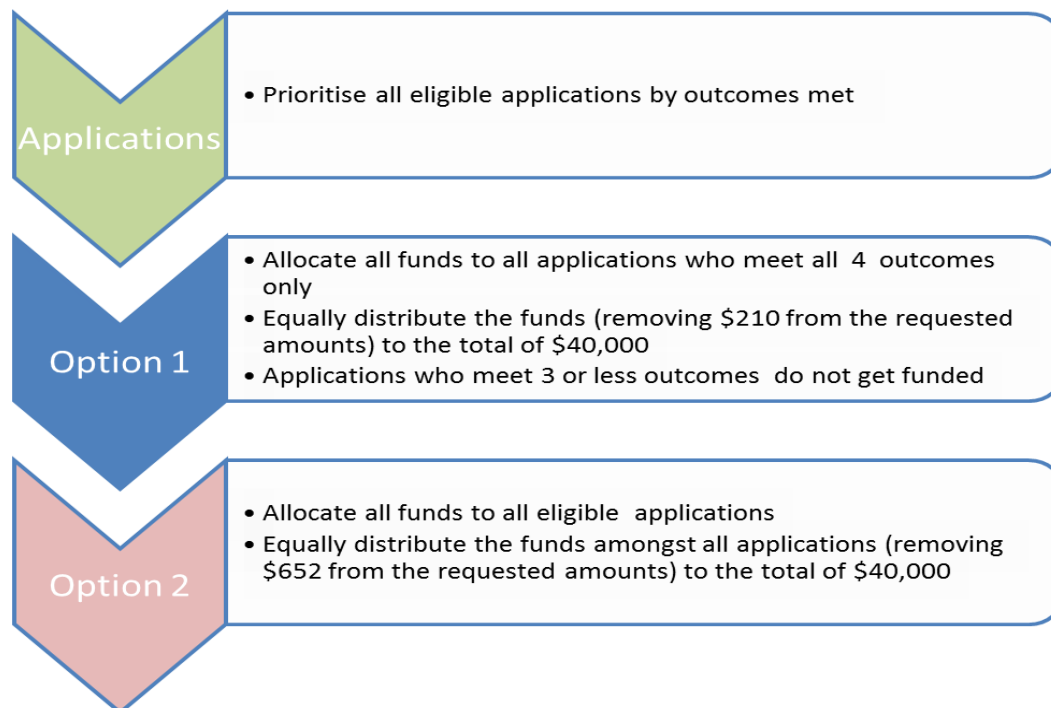 Applications
• Prioritise all eligible applications by outcomes met
Option 1
• Allocate all funds to all applications who meet all 4 outcomes
only
• Equally distribute the funds (removing $210 from the requested
amounts) to the total of $40,000
• Applications who meet 3 or less outcomes do not get funded
Option 2
• Allocate all funds to all eligible applications
• Equally distribute the funds amongst all applications (removing
$652 from the requested amounts) to the total of $40,000